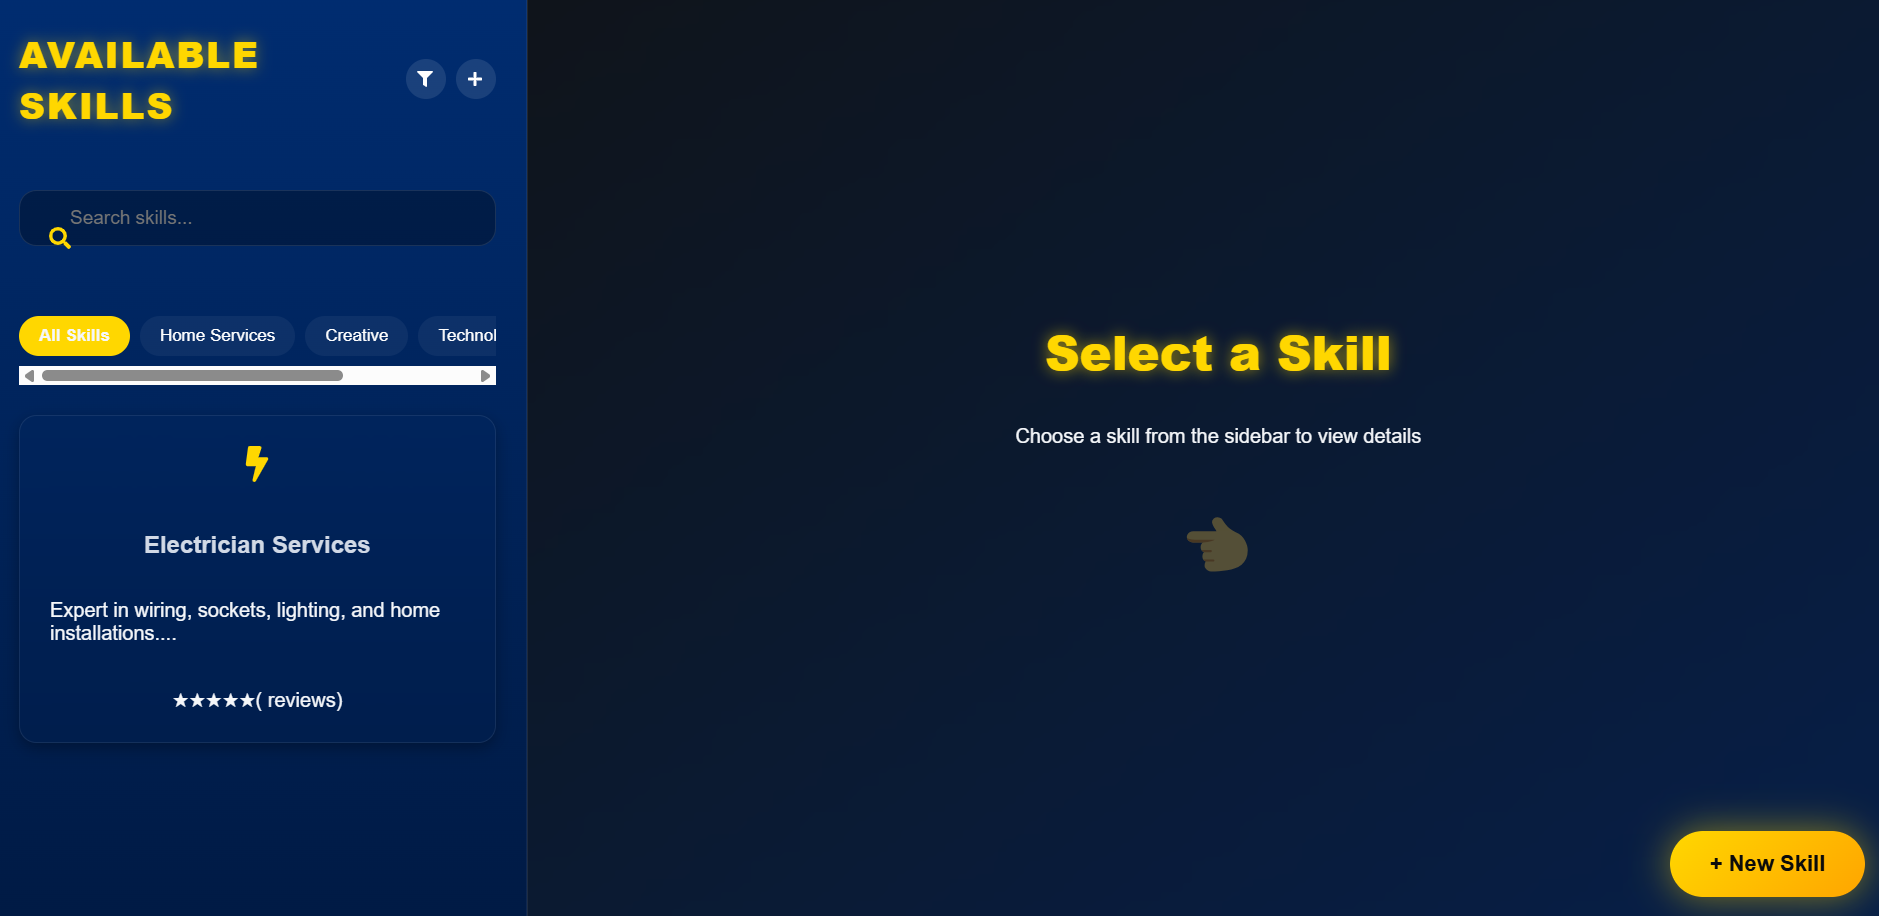 AVAILABLE
SKILLS
Search skills...
All Skills
Home Services
Creative
Technol
Electrician Services
Expert in wiring, sockets, lighting, and home
installations....
★★★★★( reviews)
Select a Skill
Choose a skill from the sidebar to view details
+ New Skill